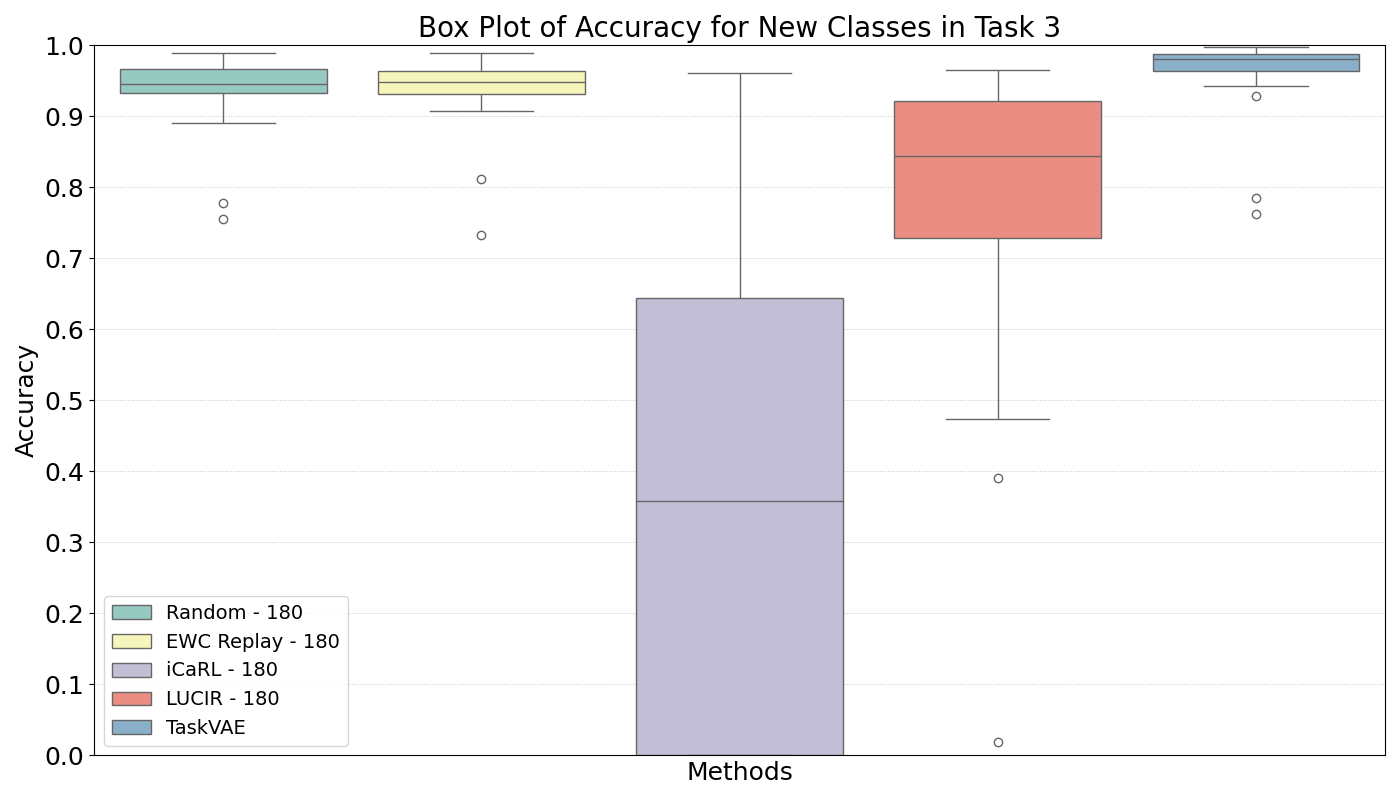 Box Plot of Accuracy for New Classes in Task 3
1.0
0.9
0.8
0.7
0.6
0.5
0.4
0.3
0.2
0.1
0.0
Accuracy
Random - 180
EWC Replay - 180
iCaRL - 180
LUCIR - 180
TaskVAE
Methods